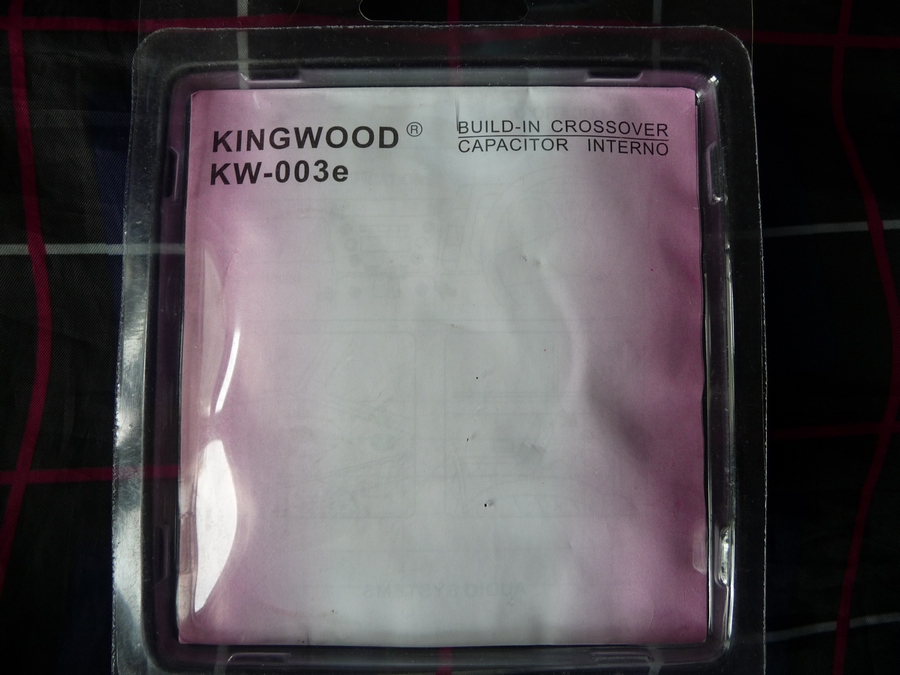 KINGWOOD®
KW-003e
BUILD-IN CROSSOVER
CAPACITOR INTERNO